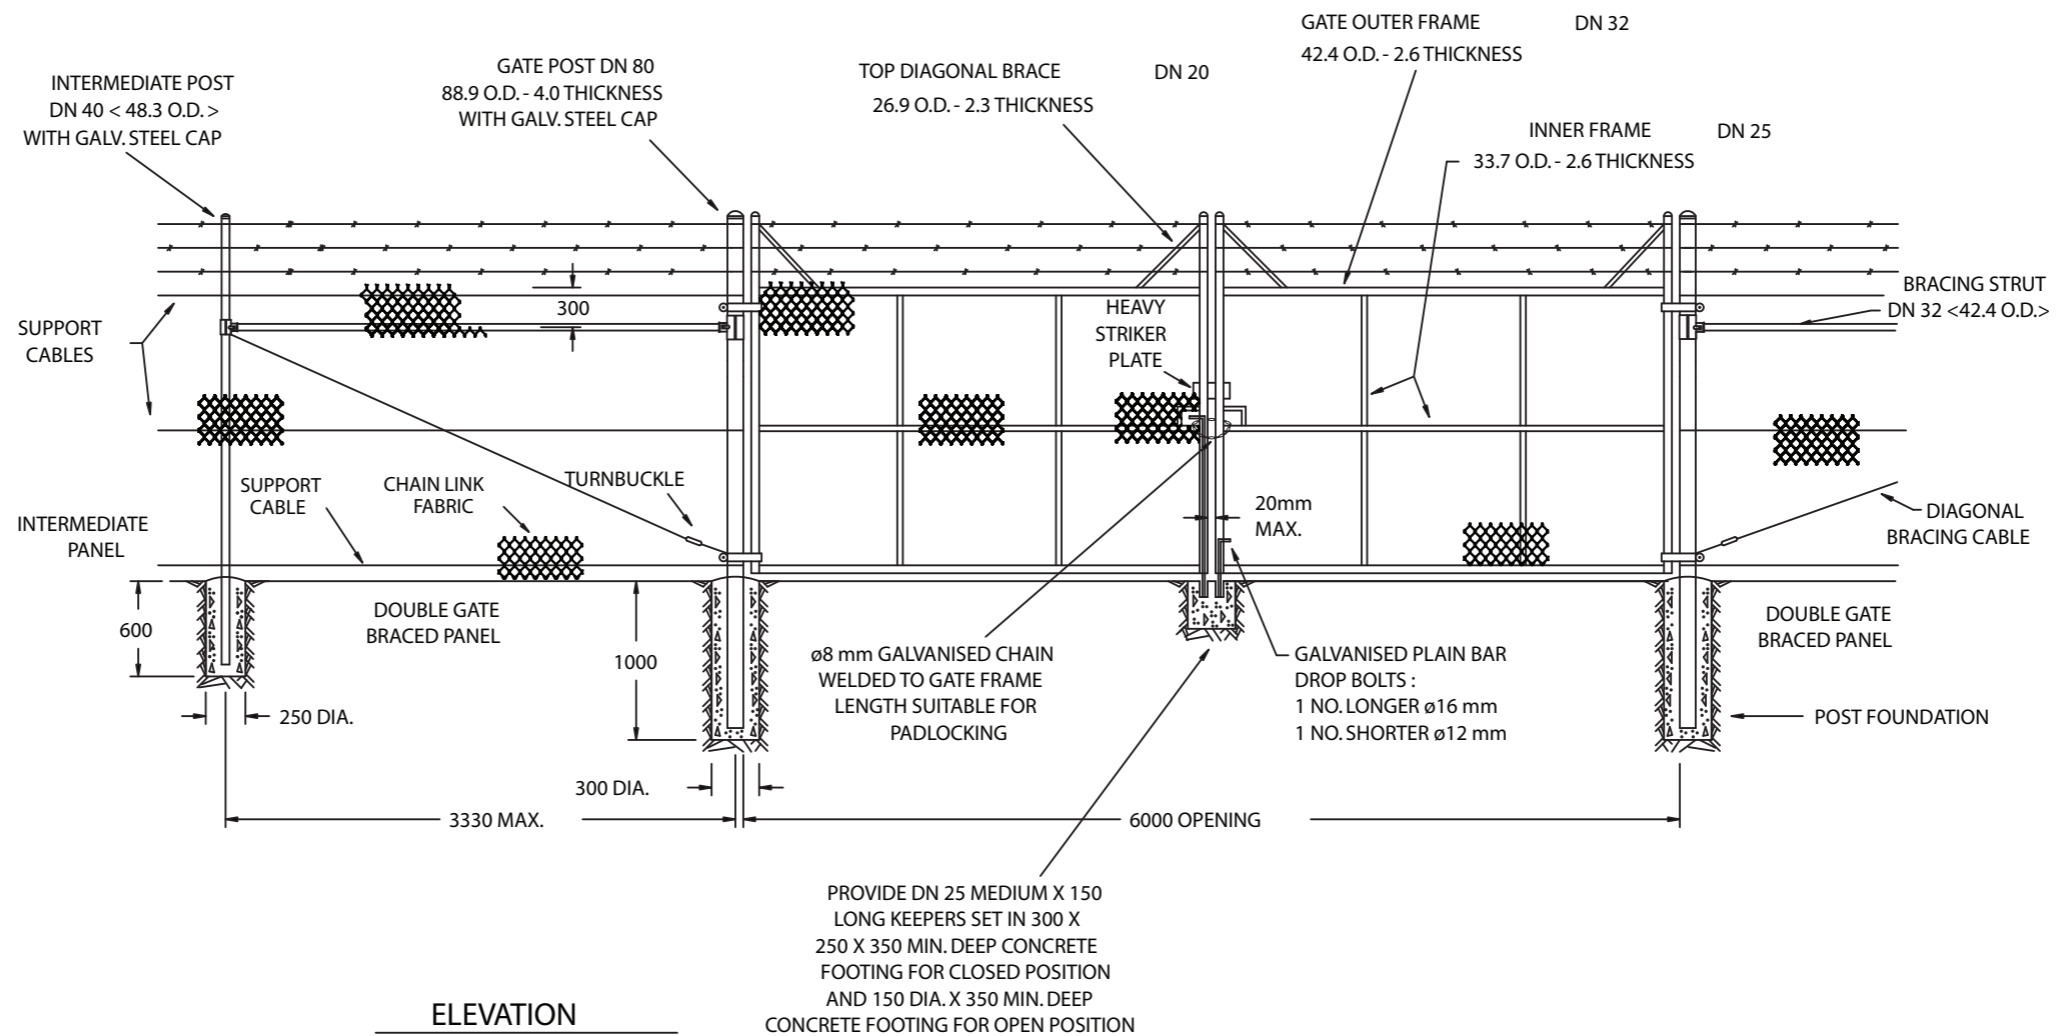 INTERMEDIATE POST
DN 40 < 48.3 O.D. >
WITH GALV. STEEL CAP
GATE POST DN 80
88.9 O.D. - 4.0 THICKNESS
WITH GALV. STEEL CAP
TOP DIAGONAL BRACE DN 20
26.9 O.D. - 2.3 THICKNESS
GATE OUTER FRAME DN 32
42.4 O.D. - 2.6 THICKNESS
INNER FRAME DN 25
33.7 O.D. - 2.6 THICKNESS
BRACING STRUT
DN 32 <42.4 O.D.>
SUPPORT
CABLES
300
HEAVY
STRIKER
PLATE
INTERMEDIATE
PANEL
SUPPORT
CABLE
CHAIN LINK
FABRIC
TURNBUCKLE
20mm
MAX.
DIAGONAL
BRACING CABLE
600
DOUBLE GATE
BRACED PANEL
1000
250 DIA.
300 DIA.
ø8 mm GALVANISED CHAIN
WELDED TO GATE FRAME
LENGTH SUITABLE FOR
PADLOCKING
GALVANISED PLAIN BAR
DROP BOLTS :
1 NO. LONGER ø16 mm
1 NO. SHORTER ø12 mm
DOUBLE GATE
BRACED PANEL
POST FOUNDATION
3330 MAX.
6000 OPENING
PROVIDE DN 25 MEDIUM X 150
LONG KEEPERS SET IN 300 X
250 X 350 MIN. DEEP CONCRETE
FOOTING FOR CLOSED POSITION
AND 150 DIA. X 350 MIN. DEEP
CONCRETE FOOTING FOR OPEN POSITION
ELEVATION